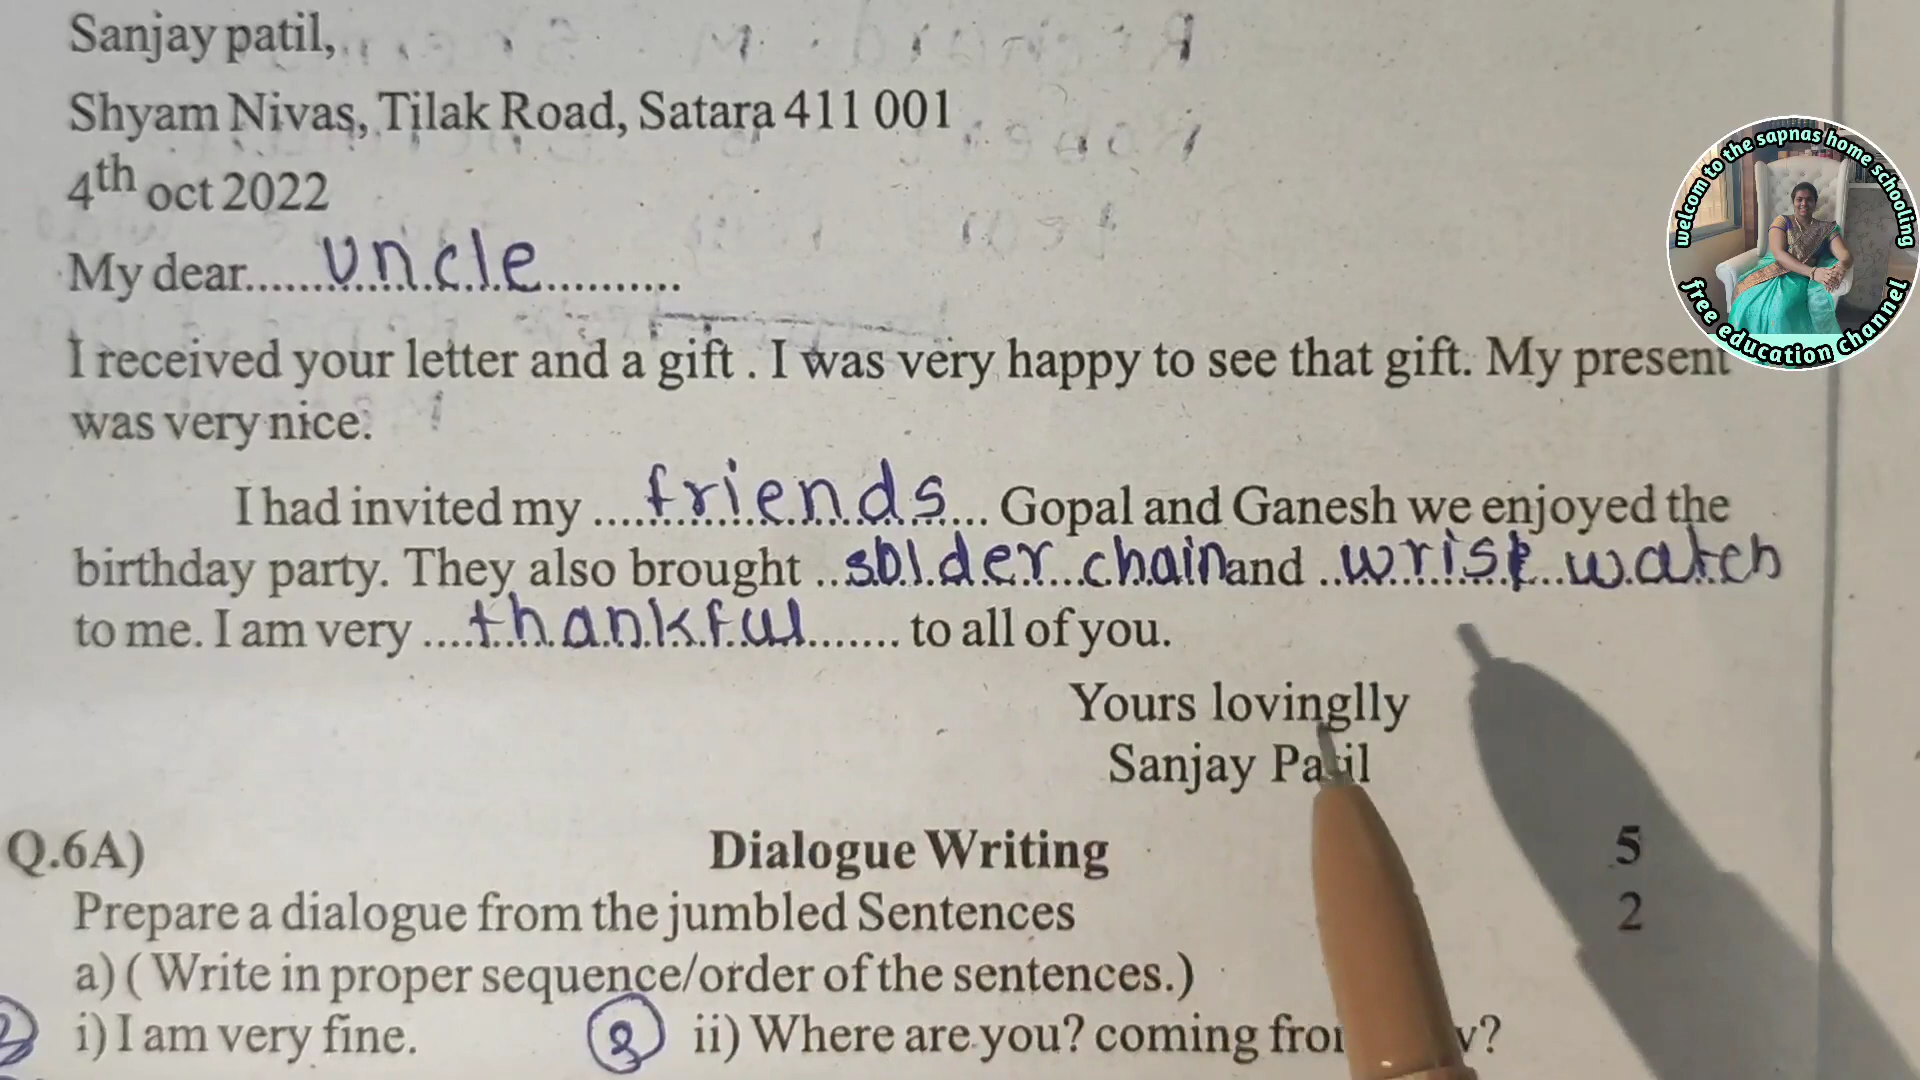 Sanjay patil,
Shyam Nivas, Tilak Road, Satara 411 001
4th oct 2022
My dear......uncle...........
I received your letter and a gift . I was very happy to see that gift. My present
was very nice.
I had invited my ....friends.... Gopal and Ganesh we enjoyed the
birthday party. They also brought ..solder chain and ..wrist watch
to me. I am very ....thankful....... to all of you.
Yours lovinglly
Sanjay Patil
Q.6A) Dialogue Writing 5
Prepare a dialogue from the jumbled Sentences 2
a) ( Write in proper sequence/order of the sentences.)
i) I am very fine. ii) Where are you? coming
welcom to the sapnas home schooling
free education channel